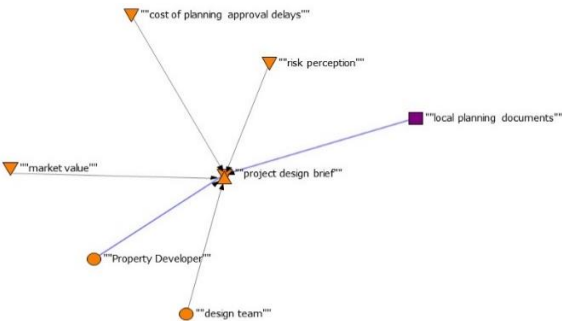 ""cost of planning approval delays""
""risk perception""
""local planning documents""
""market value""
""project design brief""
""Property Developer""
""design team""